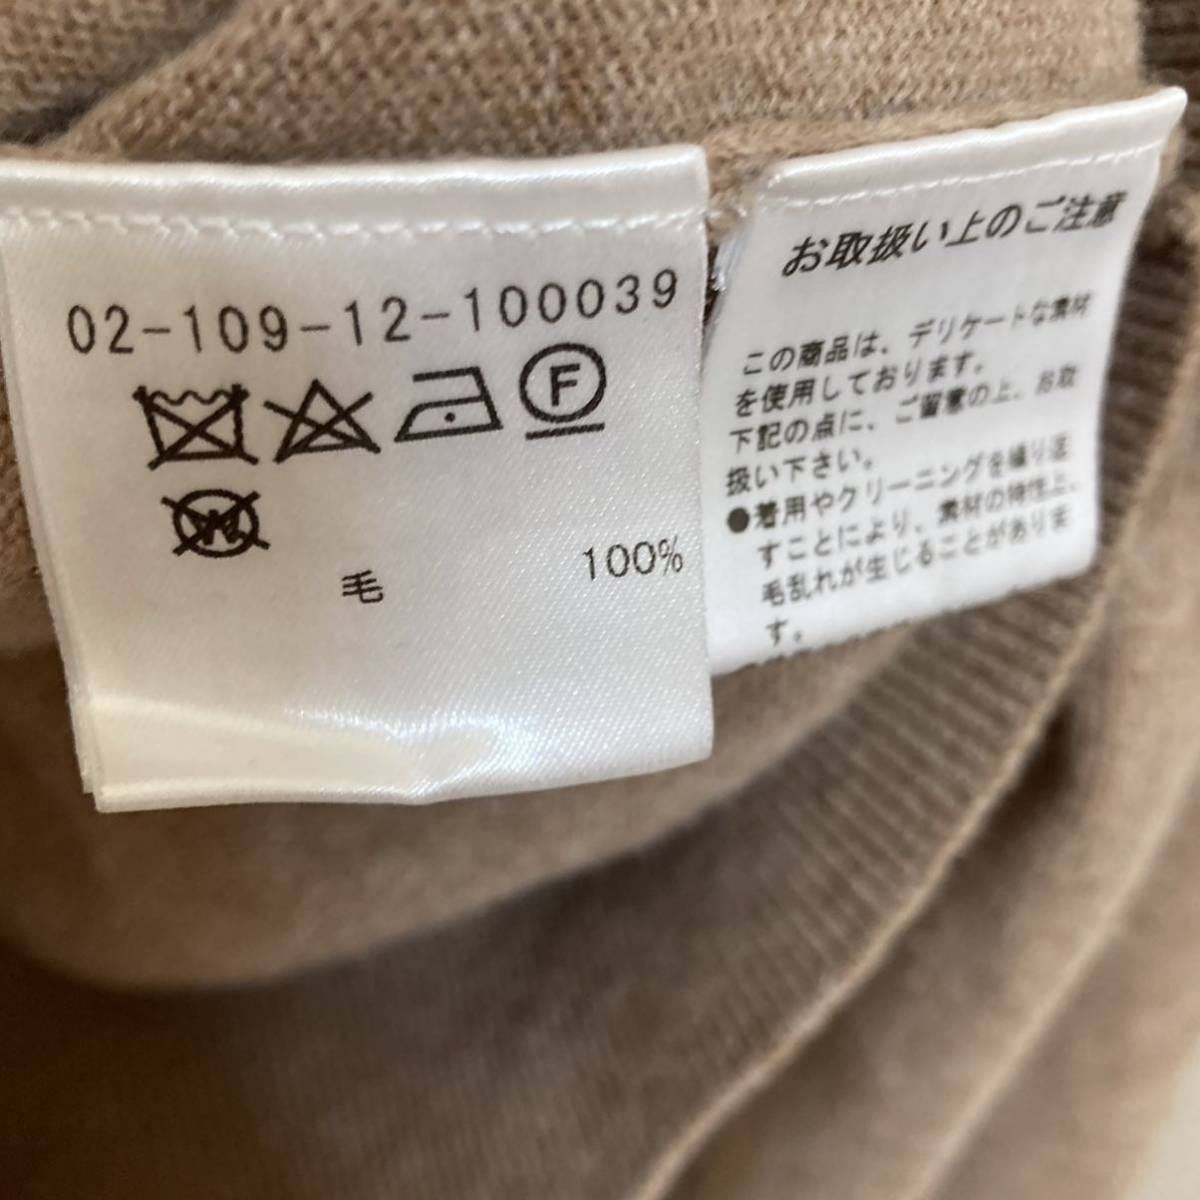 02-109-12-100039
F
W
毛 100%
お取扱い上のご注意
この商品は、デリケートな素材
を使用しております。
下記の点に、ご留意の上、お取
扱い下さい。
●着用やクリーニングを繰り返
すことにより、素材の特性上、
毛乱れが生じることがありま
す。